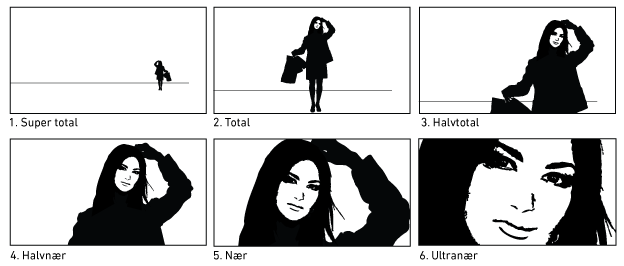 1. Super total
2. Total
3. Halvtotal
4. Halvnær
5. Nær
6. Ultranær